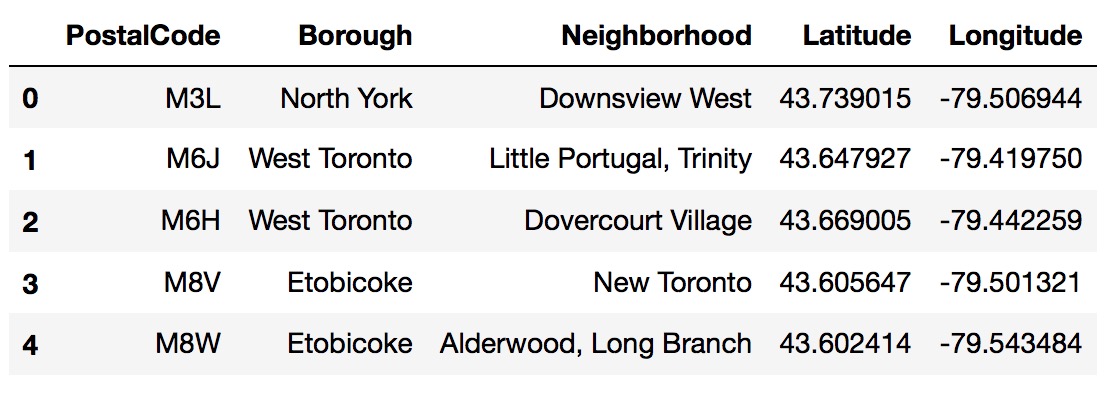 PostalCode Borough Neighborhood Latitude Longitude
0 M3L North York Downsview West 43.739015 -79.506944
1 M6J West Toronto Little Portugal, Trinity 43.647927 -79.419750
2 M6H West Toronto Dovercourt Village 43.669005 -79.442259
3 M8V Etobicoke New Toronto 43.605647 -79.501321
4 M8W Etobicoke Alderwood, Long Branch 43.602414 -79.543484